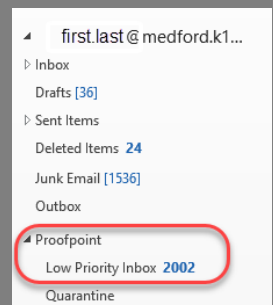 first.last@medford.k1...
Inbox
Drafts [36]
Sent Items
Deleted Items 24
Junk Email [1536]
Outbox
Proofpoint
Low Priority Inbox 2002
Quarantine